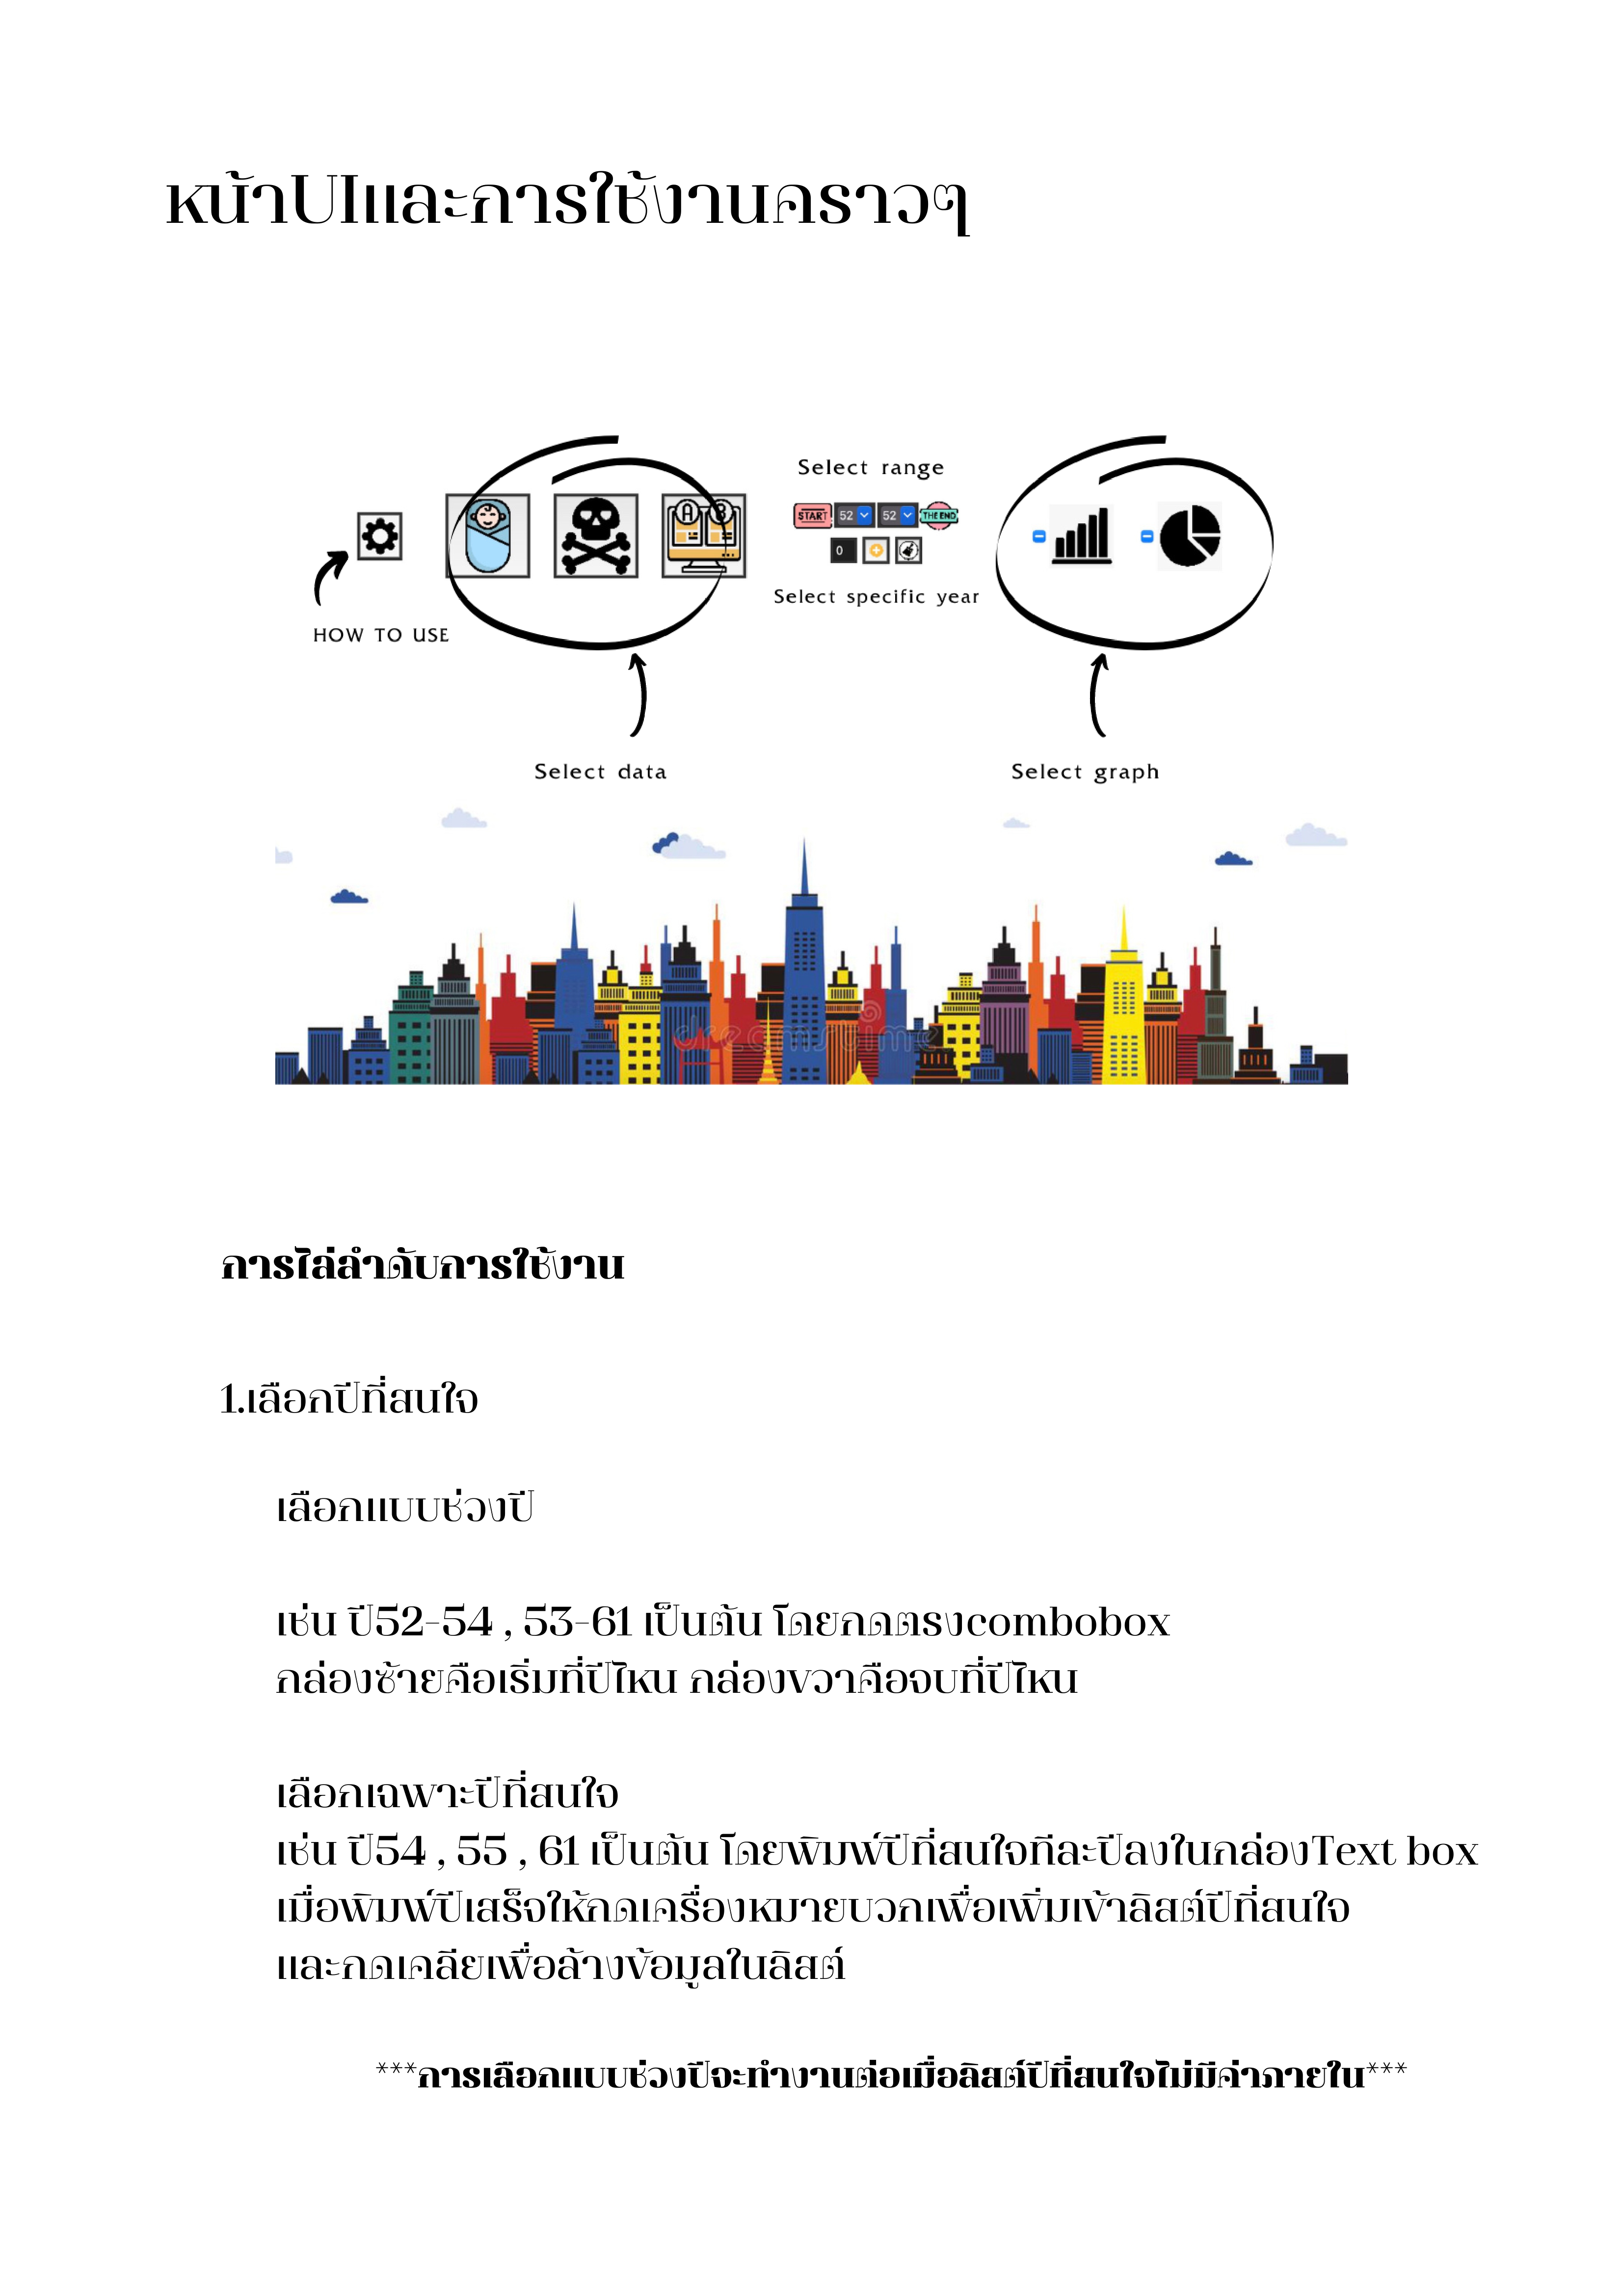 หน้าUIและการใช้งานคราวๆ
Select range
START 52 52 THE END
A B
0
Select specific year
HOW TO USE
Select data
Select graph
dreamstime
การไล่ลำดับการใช้งาน
1.เลือกปีที่สนใจ
เลือกแบบช่วงปี
เช่น ปี52-54 , 53-61 เป็นต้น โดยกดตรงcombobox
กล่องซ้ายคือเริ่มที่ปีไหน กล่องขวาคือจบที่ปีไหน
เลือกเฉพาะปีที่สนใจ
เช่น ปี54 , 55 , 61 เป็นต้น โดยพิมพ์ปีที่สนใจทีละปีลงในกล่องText box
เมื่อพิมพ์ปีเสร็จให้กดเครื่องหมายบวกเพื่อเพิ่มเข้าลิสต์ปีที่สนใจ
และกดเคลียเพื่อล้างข้อมูลในลิสต์
***การเลือกแบบช่วงปีจะทำงานต่อเมื่อลิสต์ปีที่สนใจไม่มีค่าภายใน***